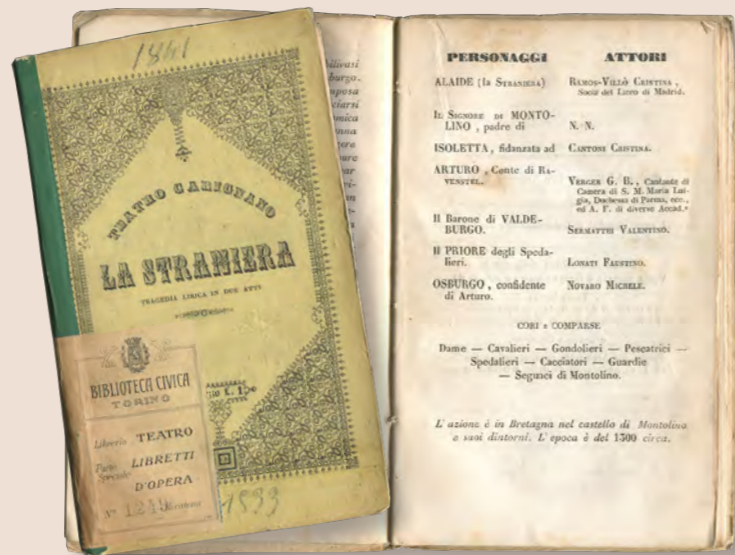 1841
TEATRO CARIGNANO
LA STRANIERA
TRAGEDIA LIRICA IN DUE ATTI
BIBLIOTECA CIVICA
TORINO
Libreria TEATRO
Fondo
Speciale LIBRETTI
D'OPERA
N°
1833
PERSONAGGI ATTORI
ALAIDE (la STRANIERA) RAMOS-VILLÒ CRISTINA,
Socia del Liceo di Madrid.
IL SIGNORE DI MONTO-
LINO, padre di N. N.
ISOLETTA, fidanzata ad CANTONI CRISTINA.
ARTURO, Conte di RA-
VENSTEL. VERGER G. B., Cantante di
Camera di S. M. Maria Lui-
gia, Duchessa di Parma, ecc.,
ed A. F. di diverse Accad.e
Il Barone di VALDE-
BURGO. SERMATTEI VALENTINO.
Il PRIORE degli Speda-
lieri. LONATI FAUSTINO.
OSBURGO, confidente NOVARO MICHELE.
di Arturo.
CORI E COMPARSE
Dame — Cavalieri — Gondolieri — Pescatrici —
Spedalieri — Cacciatori — Guardie
— Seguaci di Montolino.
L'azione è in Bretagna nel castello di Montolino
e suoi dintorni. L'epoca è del 1300 circa.